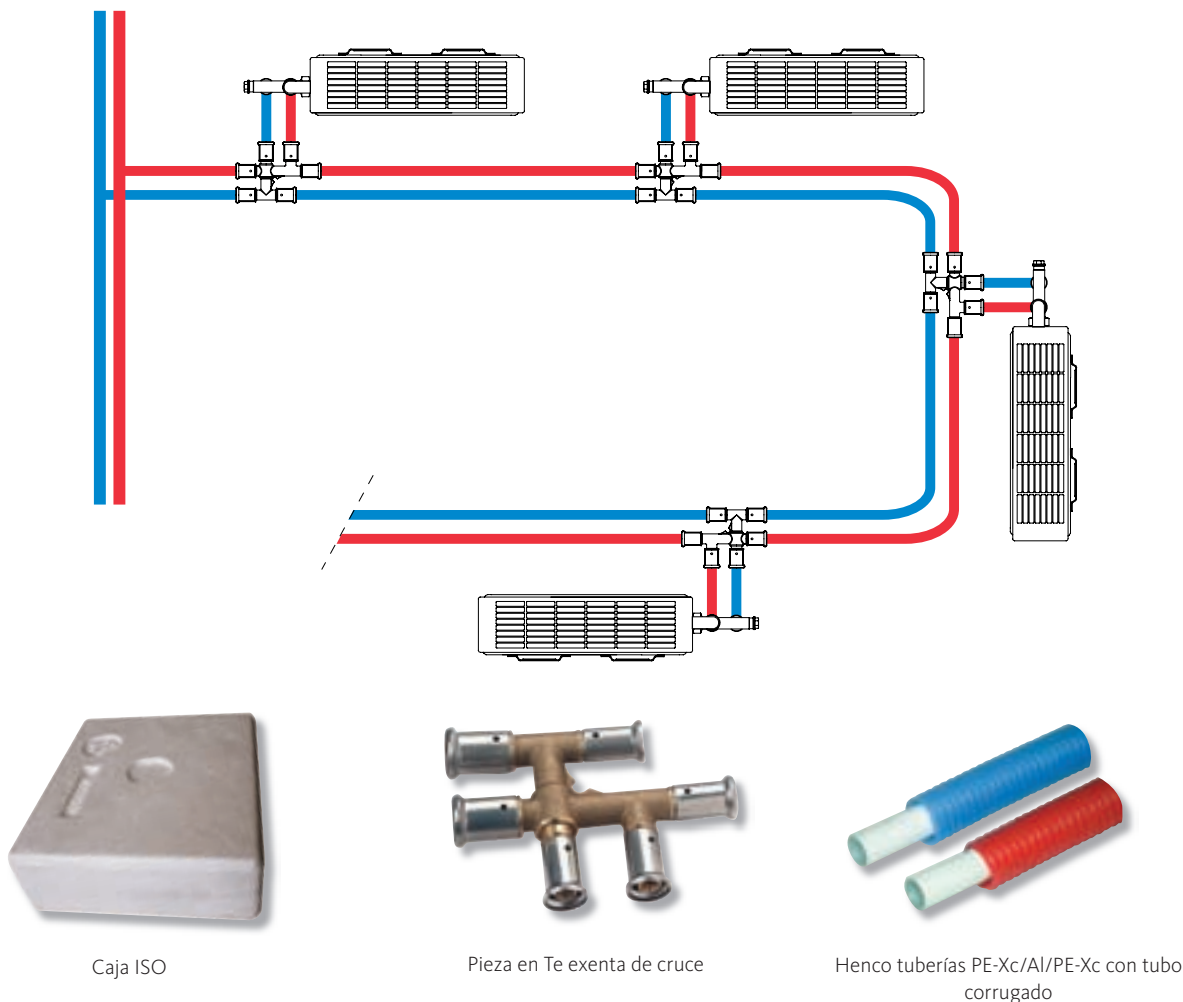 Caja ISO
Pieza en Te exenta de cruce
Henco tuberías PE-Xc/Al/PE-Xc con tubo
corrugado